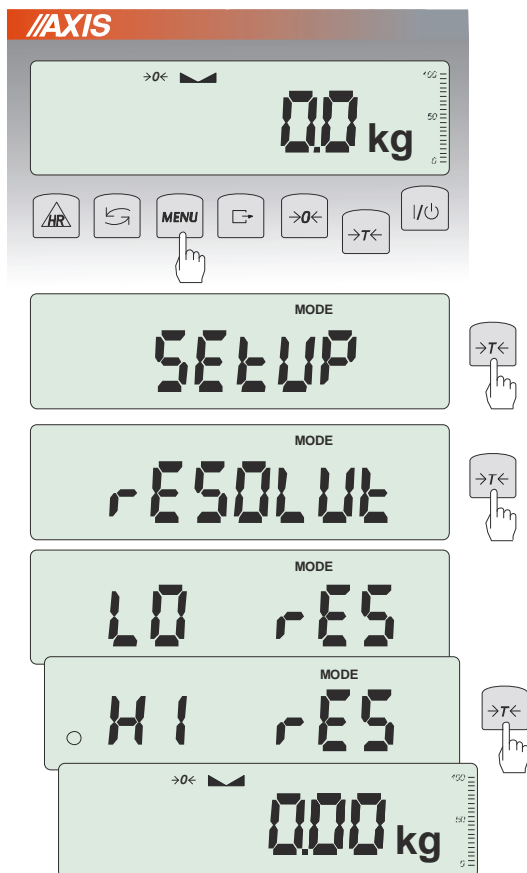 //AXIS
→0← 100
50
0.0 kg
0
HR MENU →0← →T← I/⏻
MODE
SEtUP
→T←
MODE
rESOLUt
→T←
MODE
LO rES
MODE
HI rES
→T←
→0← 100
50
0.00 kg
0